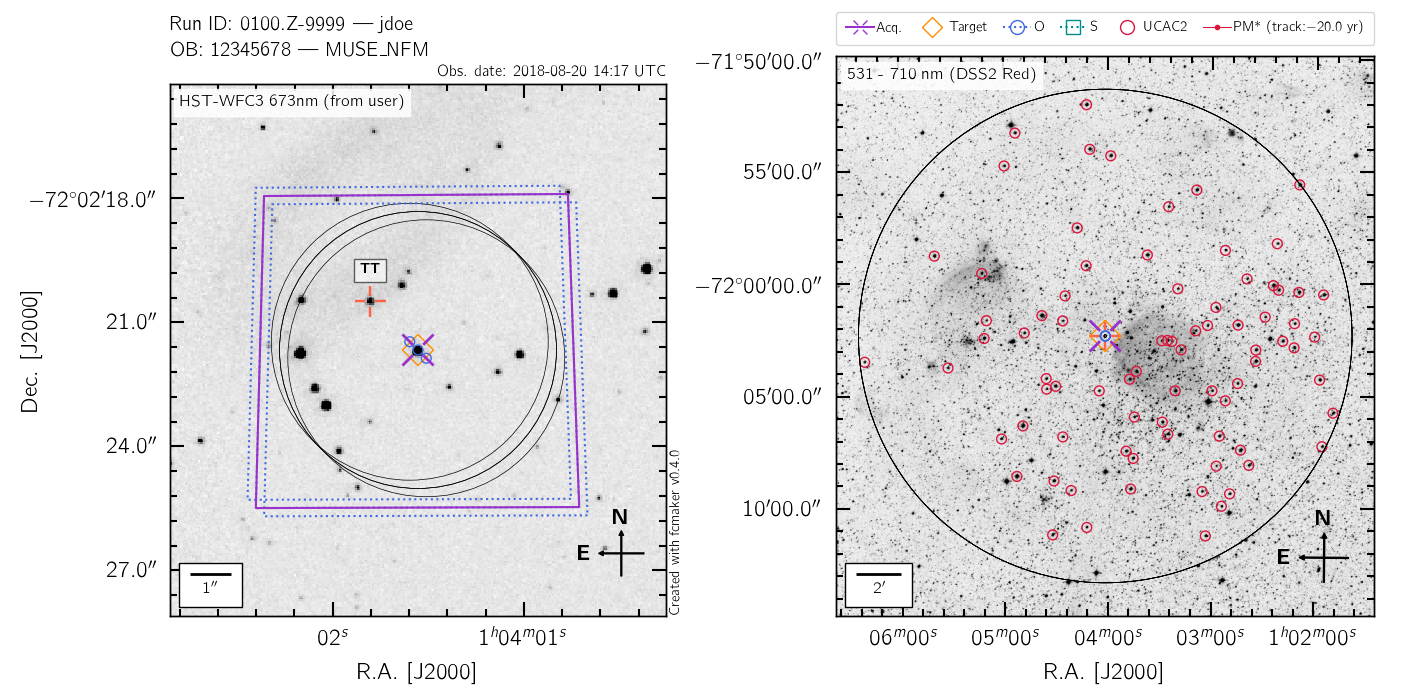 Run ID: 0100.Z-9999 — jdoe
OB: 12345678 — MUSE_NFM
Obs. date: 2018-08-20 14:17 UTC
HST-WFC3 673nm (from user)
−72°02′18.0″
21.0″
24.0″
27.0″
Dec. [J2000]
TT
N
E
1″
02ˢ
1ʰ04ᵐ01ˢ
R.A. [J2000]
Created with fcmaker v0.4.0
Acq. Target O S UCAC2 PM* (track:−20.0 yr)
531 - 710 nm (DSS2 Red)
−71°50′00.0″
55′00.0″
−72°00′00.0″
05′00.0″
10′00.0″
N
E
2′
06ᵐ00ˢ 05ᵐ00ˢ 04ᵐ00ˢ 03ᵐ00ˢ 1ʰ02ᵐ00ˢ
R.A. [J2000]